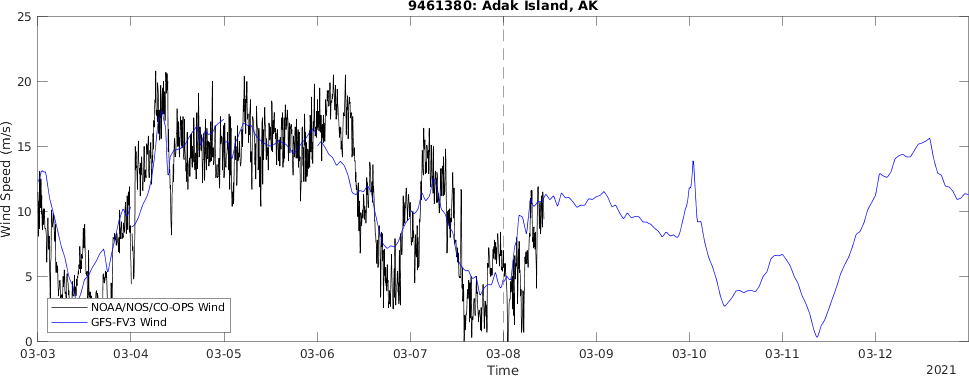 9461380: Adak Island, AK
25
20
15
10
5
0
Wind Speed (m/s)
NOAA/NOS/CO-OPS Wind
GFS-FV3 Wind
03-03 03-04 03-05 03-06 03-07 03-08 03-09 03-10 03-11 03-12
Time
2021